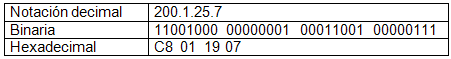 Notación decimal 200.1.25.7
Binaria 11001000 00000001 00011001 00000111
Hexadecimal C8 01 19 07